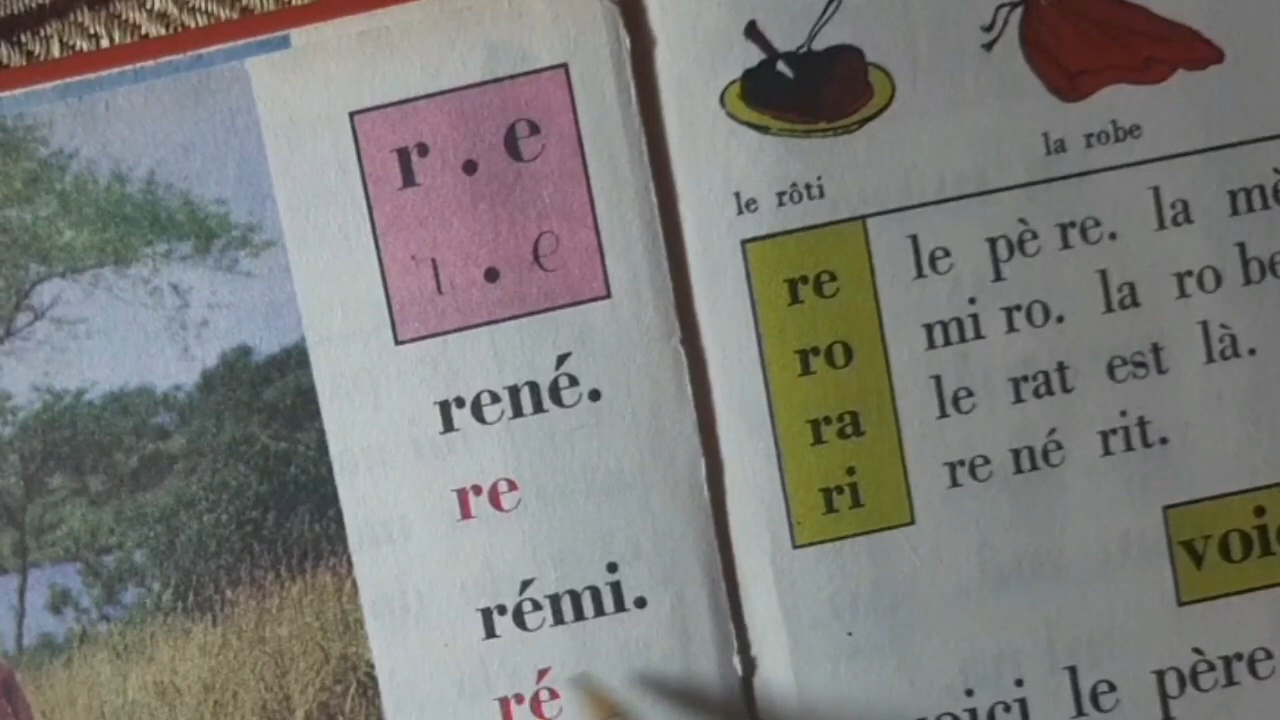 r . e
r . e
rené.
re
rémi.
ré
le rôti
la robe
re
ro
ra
ri
le pè re. la
mi ro. la ro be
le rat est là.
re né rit.
le père